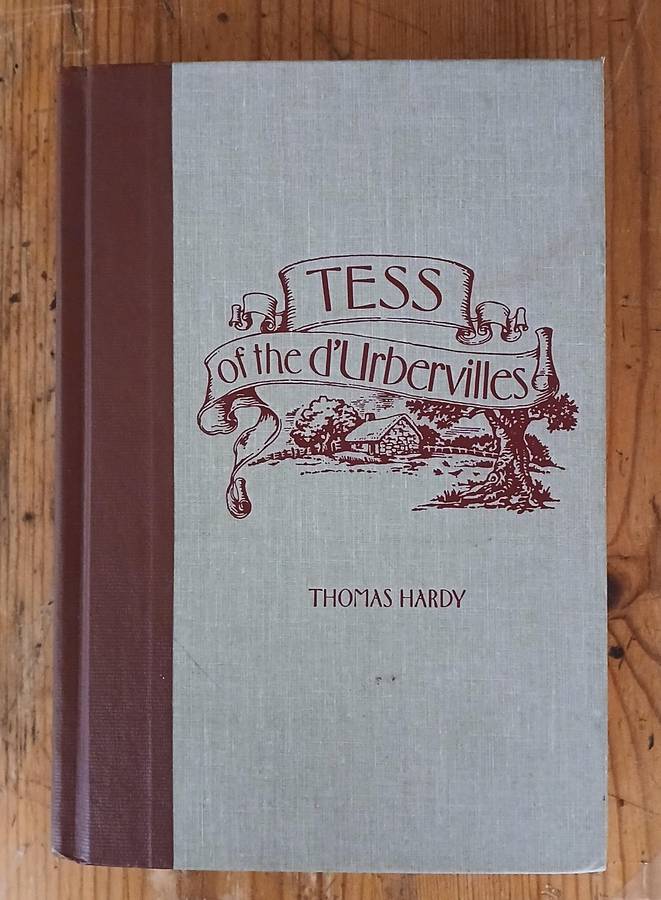 TESS
of the d'Urbervilles
THOMAS HARDY